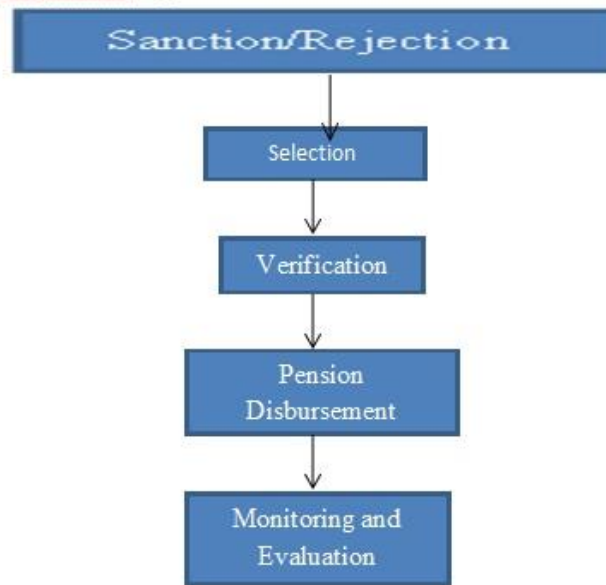 Sanction/Rejection
Selection
Verification
Pension
Disbursement
Monitoring and
Evaluation